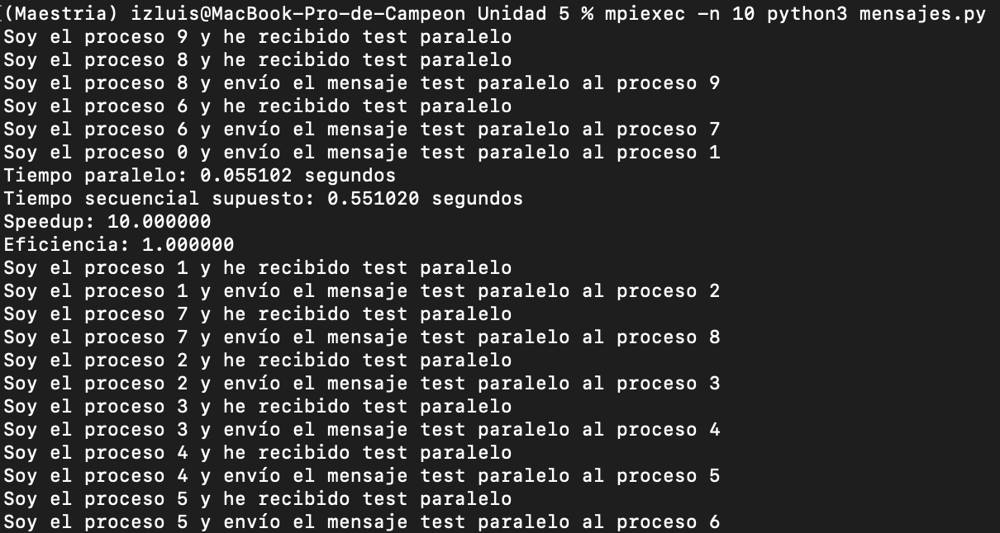 (Maestria) izluis@MacBook-Pro-de-Campeon Unidad 5 % mpiexec -n 10 python3 mensajes.py
Soy el proceso 9 y he recibido test paralelo
Soy el proceso 8 y he recibido test paralelo
Soy el proceso 8 y envío el mensaje test paralelo al proceso 9
Soy el proceso 6 y he recibido test paralelo
Soy el proceso 6 y envío el mensaje test paralelo al proceso 7
Soy el proceso 0 y envío el mensaje test paralelo al proceso 1
Tiempo paralelo: 0.055102 segundos
Tiempo secuencial supuesto: 0.551020 segundos
Speedup: 10.000000
Eficiencia: 1.000000
Soy el proceso 1 y he recibido test paralelo
Soy el proceso 1 y envío el mensaje test paralelo al proceso 2
Soy el proceso 7 y he recibido test paralelo
Soy el proceso 7 y envío el mensaje test paralelo al proceso 8
Soy el proceso 2 y he recibido test paralelo
Soy el proceso 2 y envío el mensaje test paralelo al proceso 3
Soy el proceso 3 y he recibido test paralelo
Soy el proceso 3 y envío el mensaje test paralelo al proceso 4
Soy el proceso 4 y he recibido test paralelo
Soy el proceso 4 y envío el mensaje test paralelo al proceso 5
Soy el proceso 5 y he recibido test paralelo
Soy el proceso 5 y envío el mensaje test paralelo al proceso 6